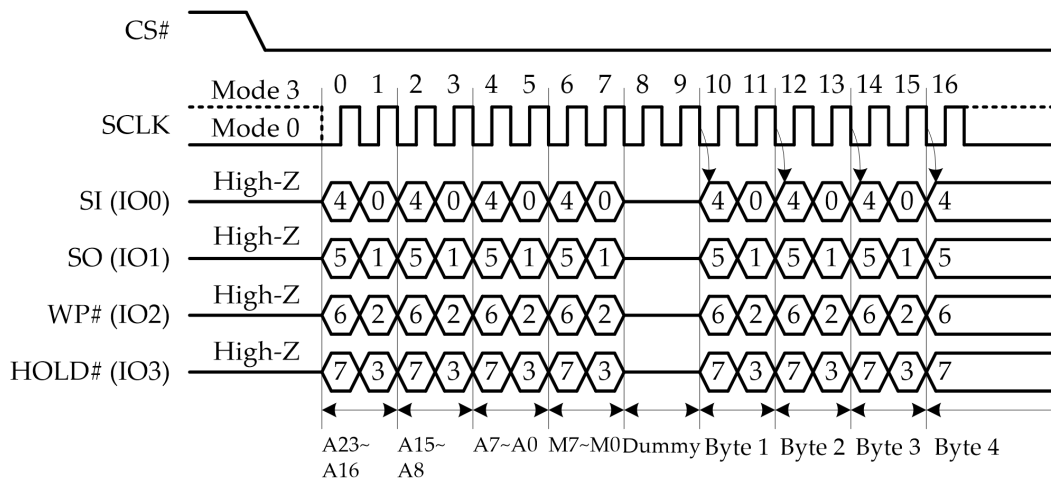 CS#
0 1 2 3 4 5 6 7 8 9 10 11 12 13 14 15 16
Mode 3
SCLK
Mode 0
High-Z
SI (IO0) 4 0 4 0 4 0 4 0 4 0 4 0 4 0 4
High-Z
SO (IO1) 5 1 5 1 5 1 5 1 5 1 5 1 5 1 5
High-Z
WP# (IO2) 6 2 6 2 6 2 6 2 6 2 6 2 6 2 6
High-Z
HOLD# (IO3) 7 3 7 3 7 3 7 3 7 3 7 3 7 3 7
A23~ A15~ A7~A0 M7~M0 Dummy Byte 1 Byte 2 Byte 3 Byte 4
A16 A8